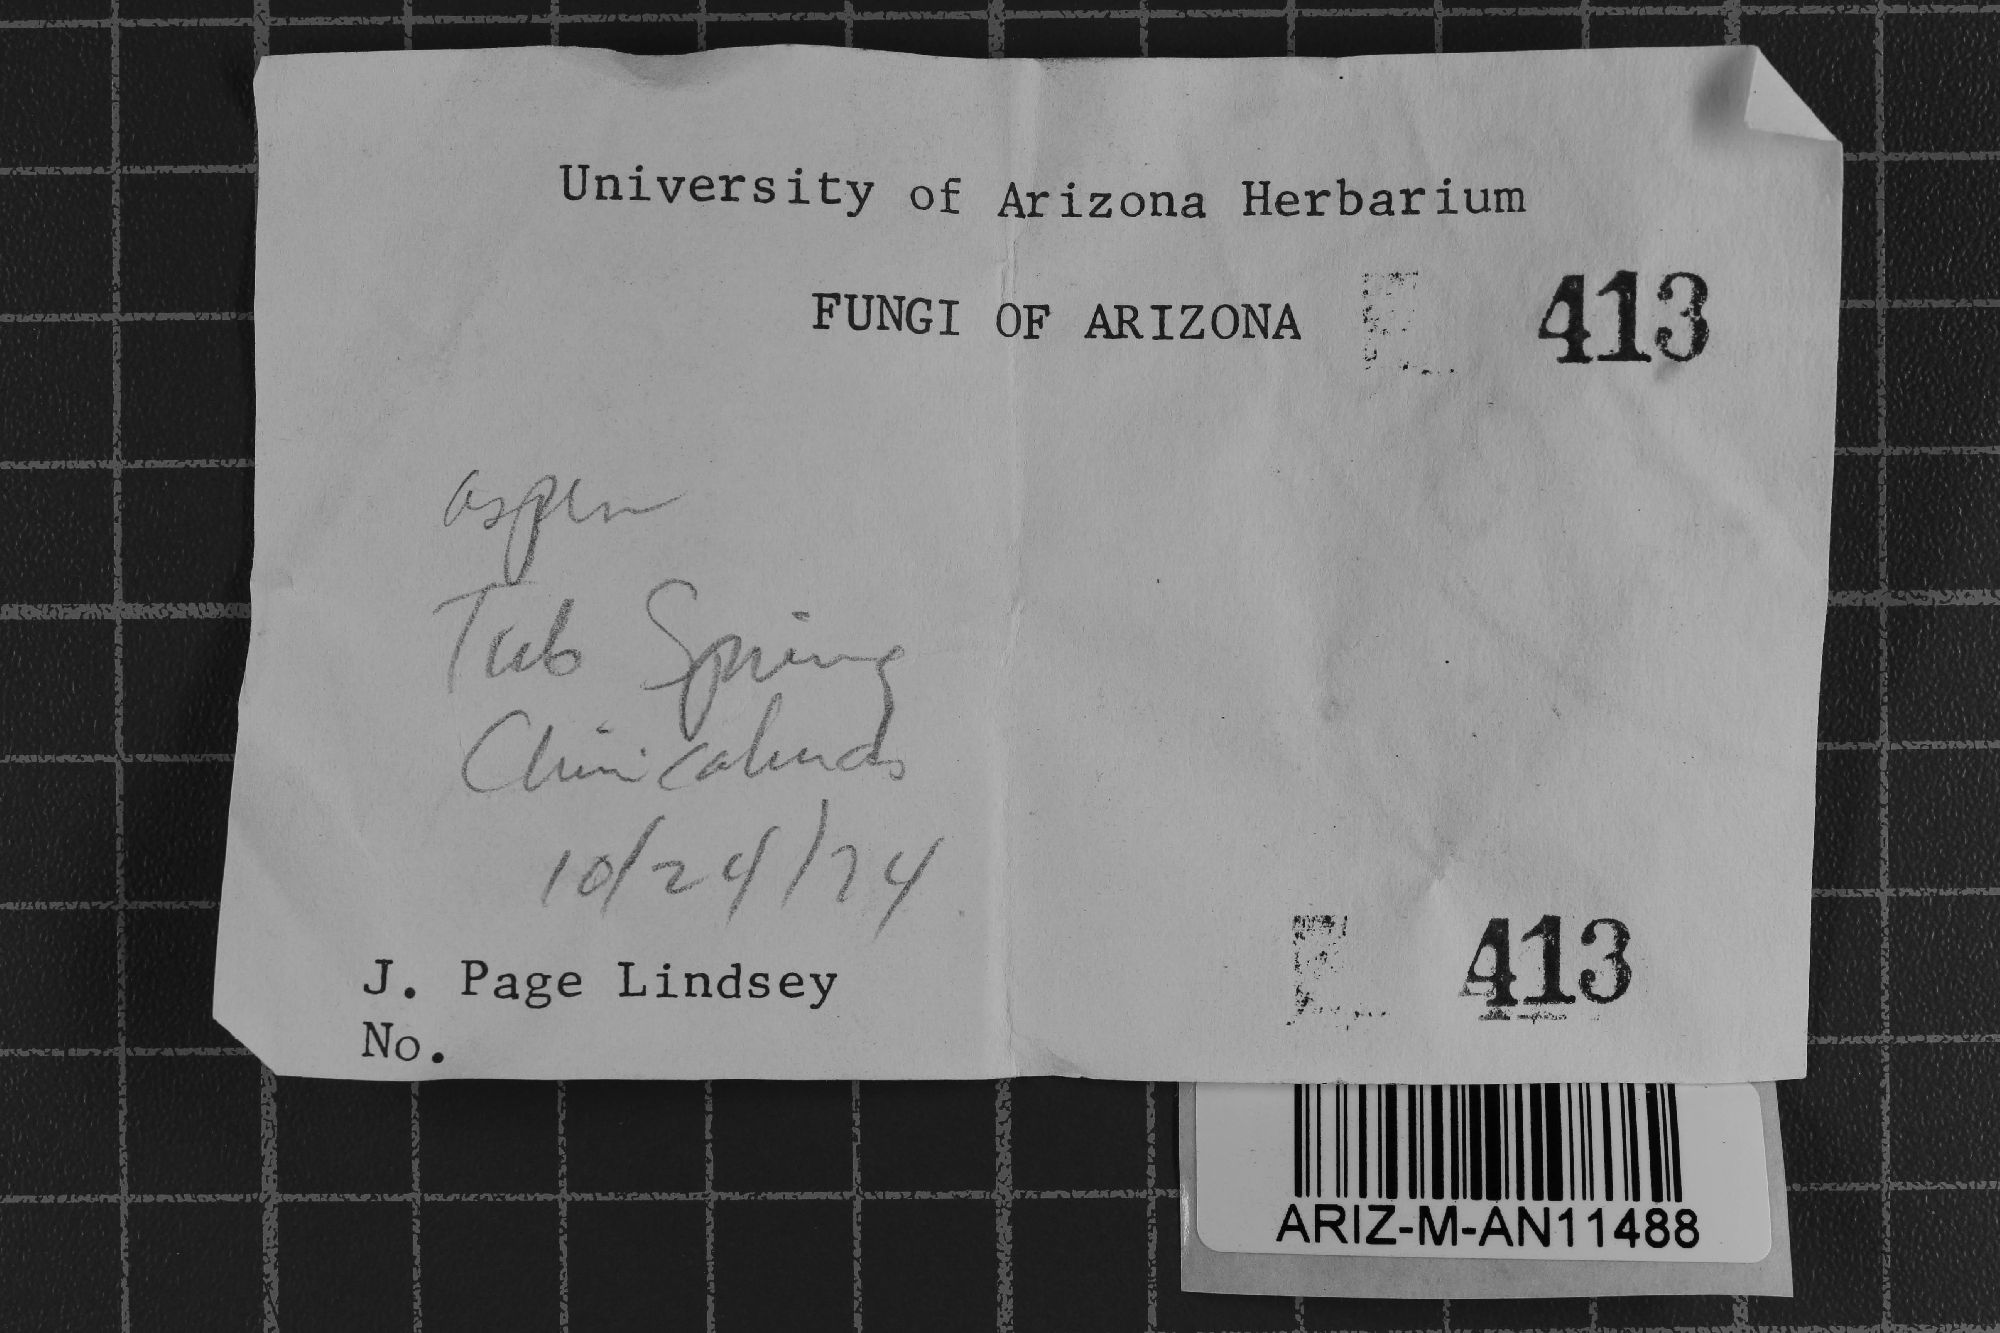 University of Arizona Herbarium
FUNGI OF ARIZONA 413
aspen
Tub Spring
Chiricahuas
10/24/74
J. Page Lindsey
No.
413
ARIZ-M-AN11488